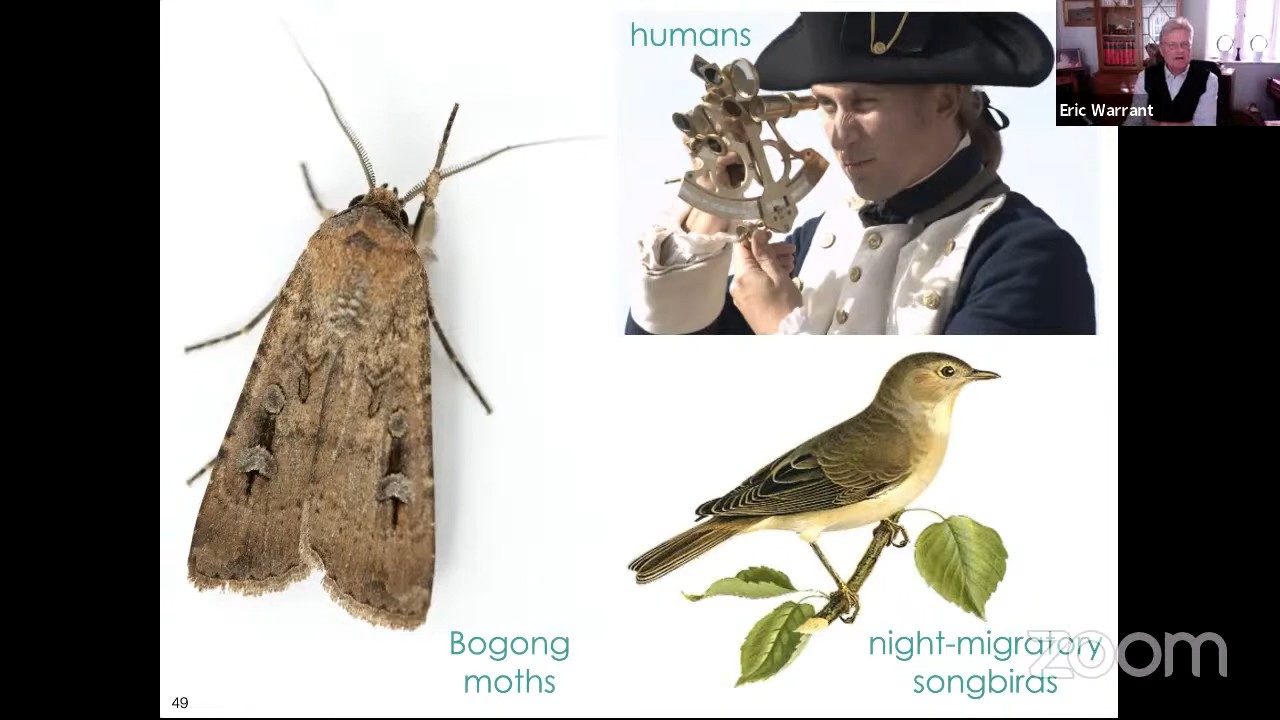 humans
Eric Warrant
Bogong
moths
night-migratory
songbirds
zoom
49